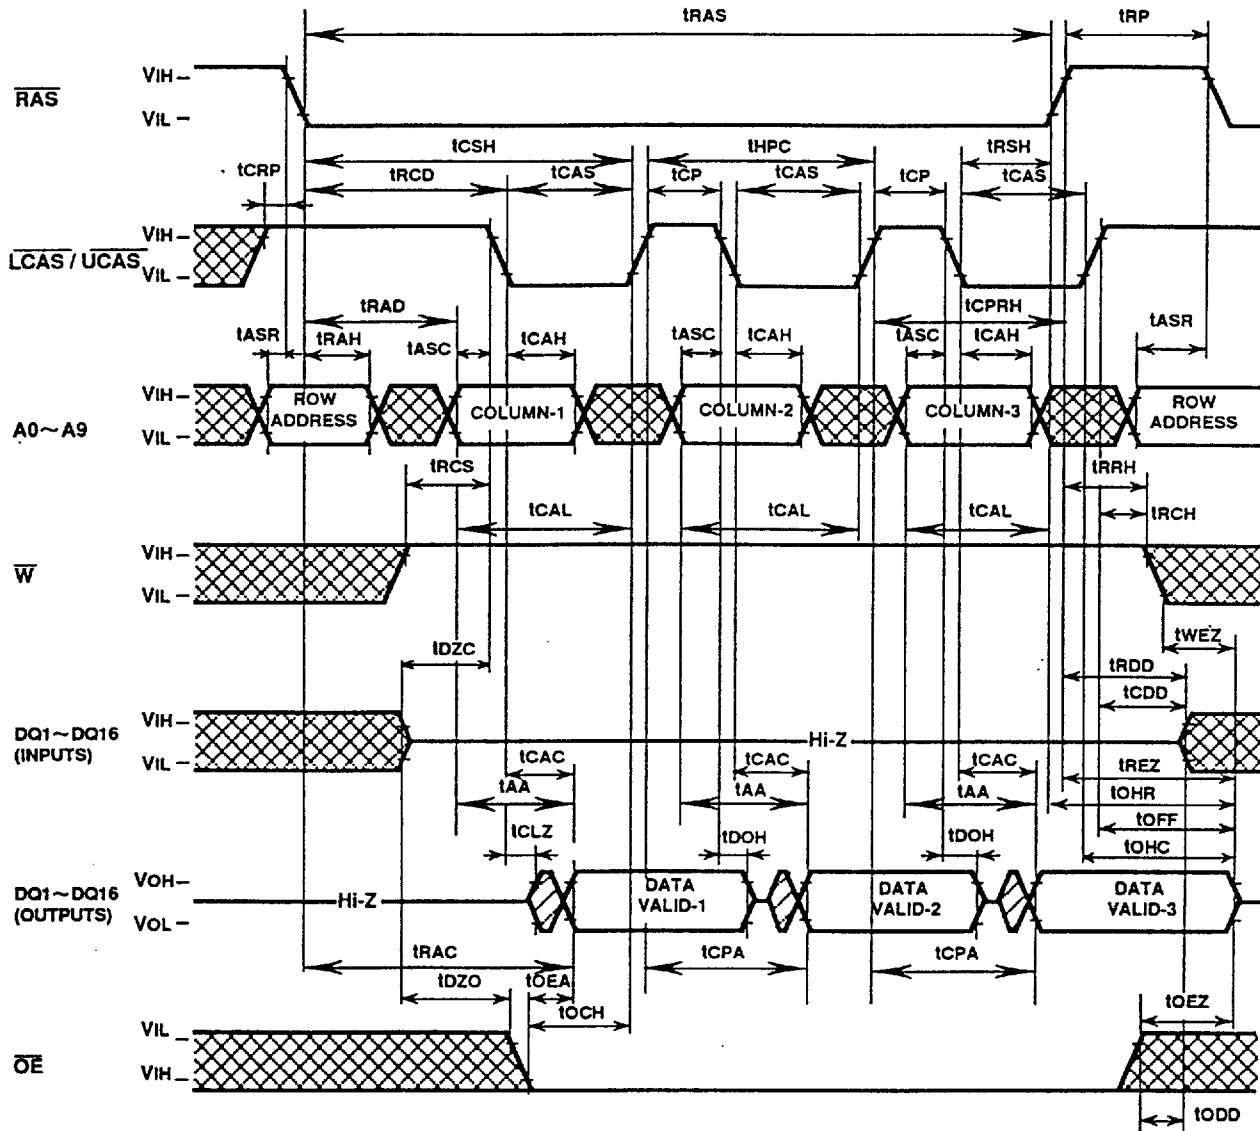 tRAS tRP
VIH
RAS
VIL
tCSH tHPC tRSH
tCRP tRCD tCAS tCP tCAS tCP tCAS
VIH
LCAS / UCAS
VIL
tRAD tCPRH
tASR tRAH tASC tCAH tASC tCAH tASC tCAH tASR
VIH
ROW ADDRESS COLUMN-1 COLUMN-2 COLUMN-3 ROW ADDRESS
A0~A9
VIL
tRCS tRRH
tCAL tCAL tCAL tRCH
VIH
W
VIL
tWEZ
tDZC tRDD
tCDD
VIH
DQ1~DQ16
(INPUTS)
Hi-Z
VIL
tCAC tCAC tCAC tREZ
tAA tAA tAA tOHR
tCLZ tDOH tDOH tOFF
tOHC
VOH
DQ1~DQ16
(OUTPUTS)
Hi-Z
DATA VALID-1
DATA VALID-2
DATA VALID-3
VOL
tRAC tCPA tCPA
tDZO tOEA
tOCH tOEZ
VIL
OE
VIH
tODD